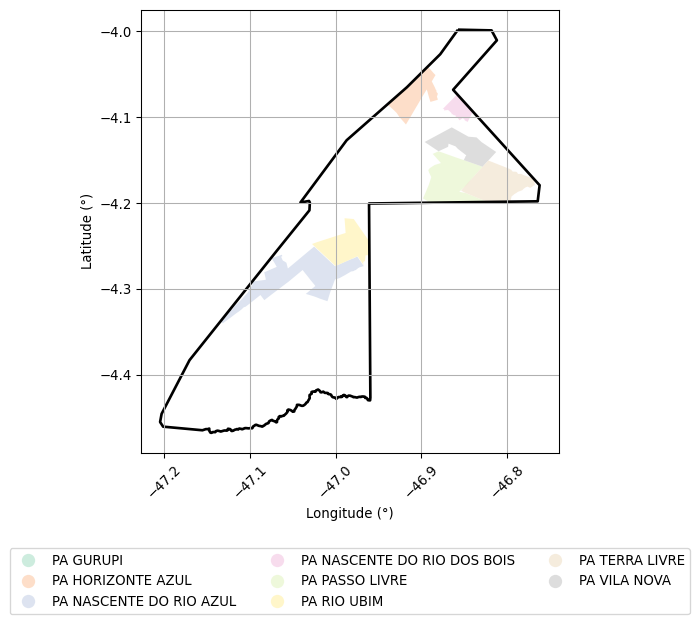 −4.0
−4.1
−4.2
−4.3
−4.4
Latitude (°)
−47.2
−47.1
−47.0
−46.9
−46.8
Longitude (°)
PA GURUPI
PA HORIZONTE AZUL
PA NASCENTE DO RIO AZUL
PA NASCENTE DO RIO DOS BOIS
PA PASSO LIVRE
PA RIO UBIM
PA TERRA LIVRE
PA VILA NOVA